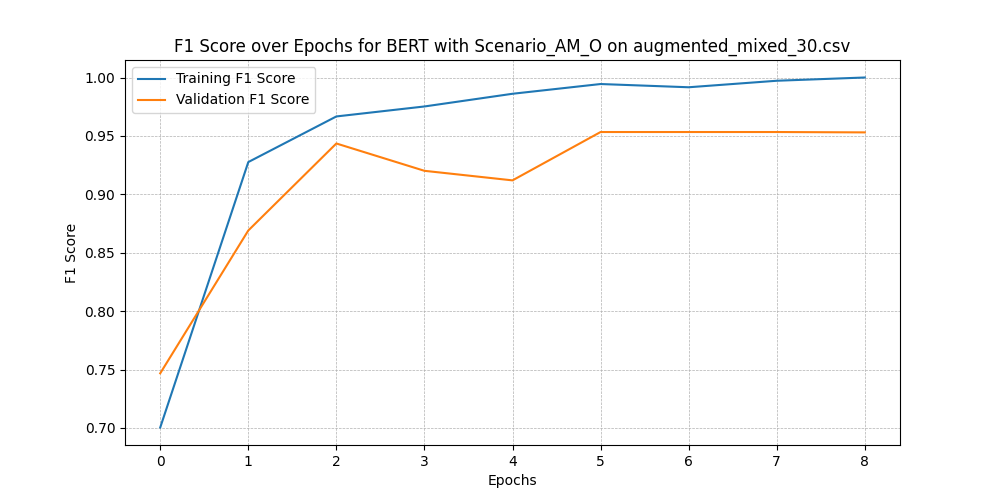 F1 Score over Epochs for BERT with Scenario_AM_O on augmented_mixed_30.csv
Training F1 Score
Validation F1 Score
1.00
0.95
0.90
0.85
0.80
0.75
0.70
F1 Score
0 1 2 3 4 5 6 7 8
Epochs